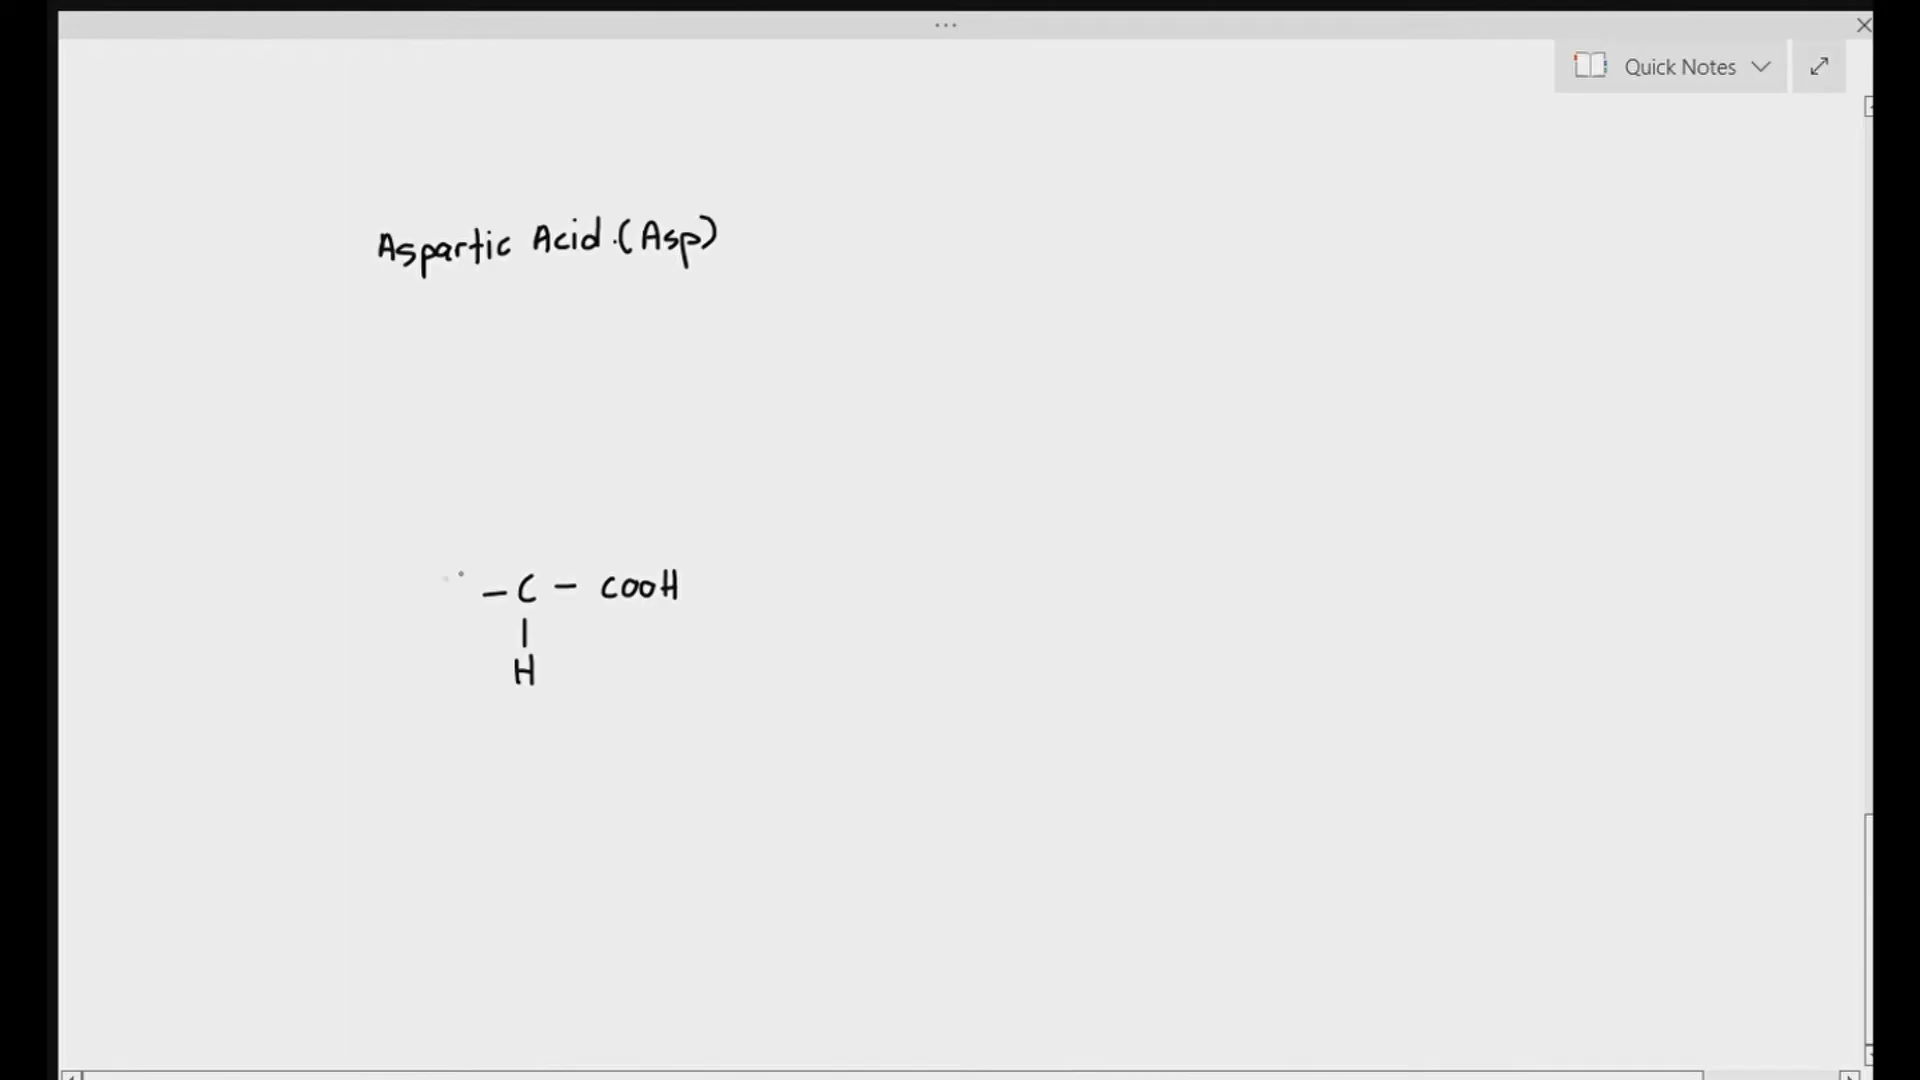 Quick Notes
Aspartic Acid.(Asp)
– C – COOH
|
H